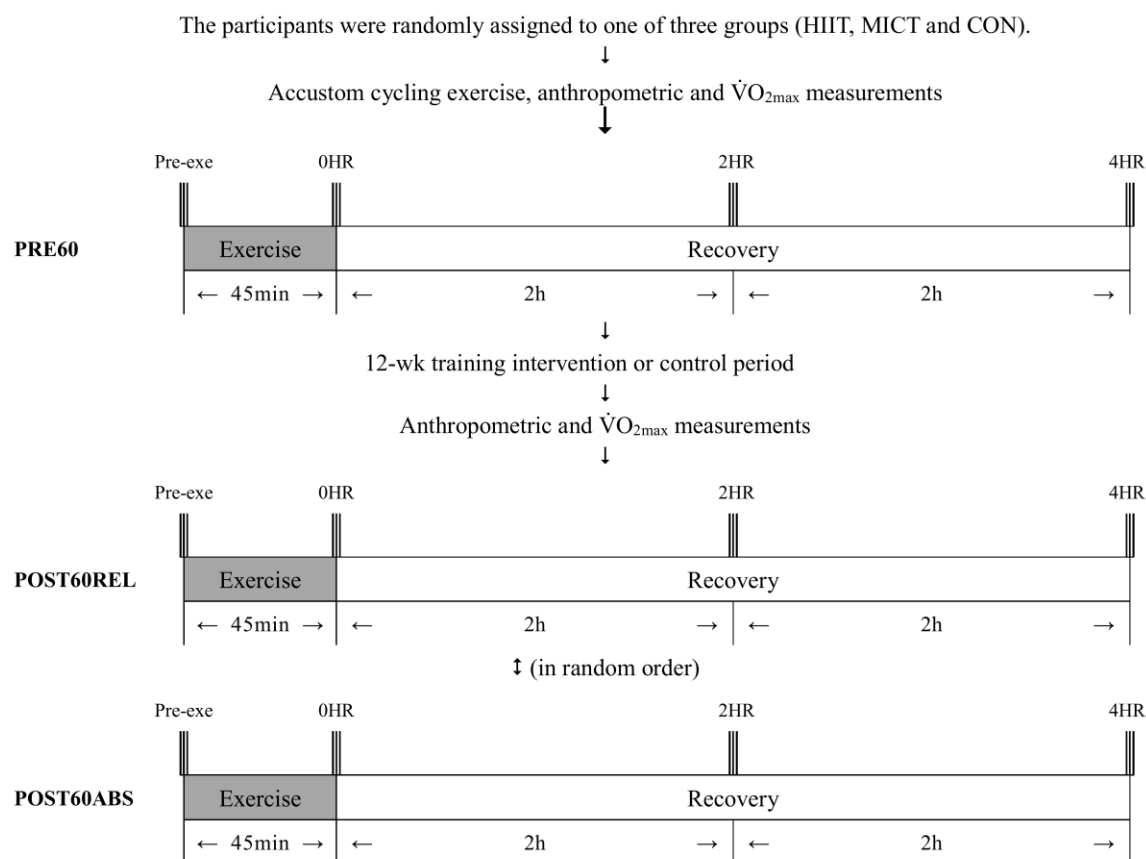 The participants were randomly assigned to one of three groups (HIIT, MICT and CON).
↓
Accustom cycling exercise, anthropometric and V̇O₂max measurements
↓
Pre-exe 0HR 2HR 4HR
PRE60 Exercise Recovery
← 45min → ← 2h → ← 2h →
↓
12-wk training intervention or control period
↓
Anthropometric and V̇O₂max measurements
↓
Pre-exe 0HR 2HR 4HR
POST60REL Exercise Recovery
← 45min → ← 2h → ← 2h →
↕ (in random order)
Pre-exe 0HR 2HR 4HR
POST60ABS Exercise Recovery
← 45min → ← 2h → ← 2h →